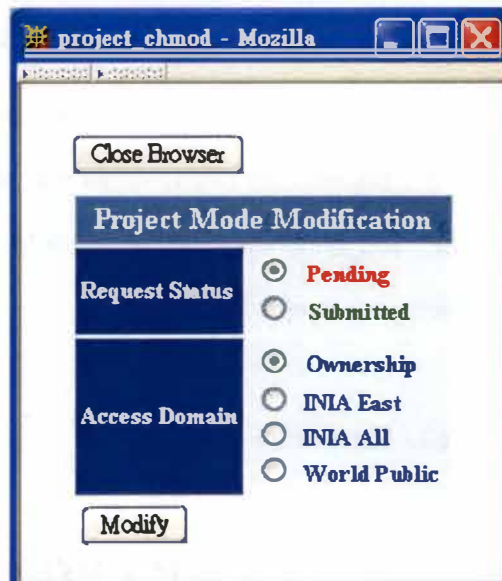 project_chmod - Mozilla
Close Browser
Project Mode Modification
Request Status
Pending
Submitted
Access Domain
Ownership
INIA East
INIA All
World Public
Modify